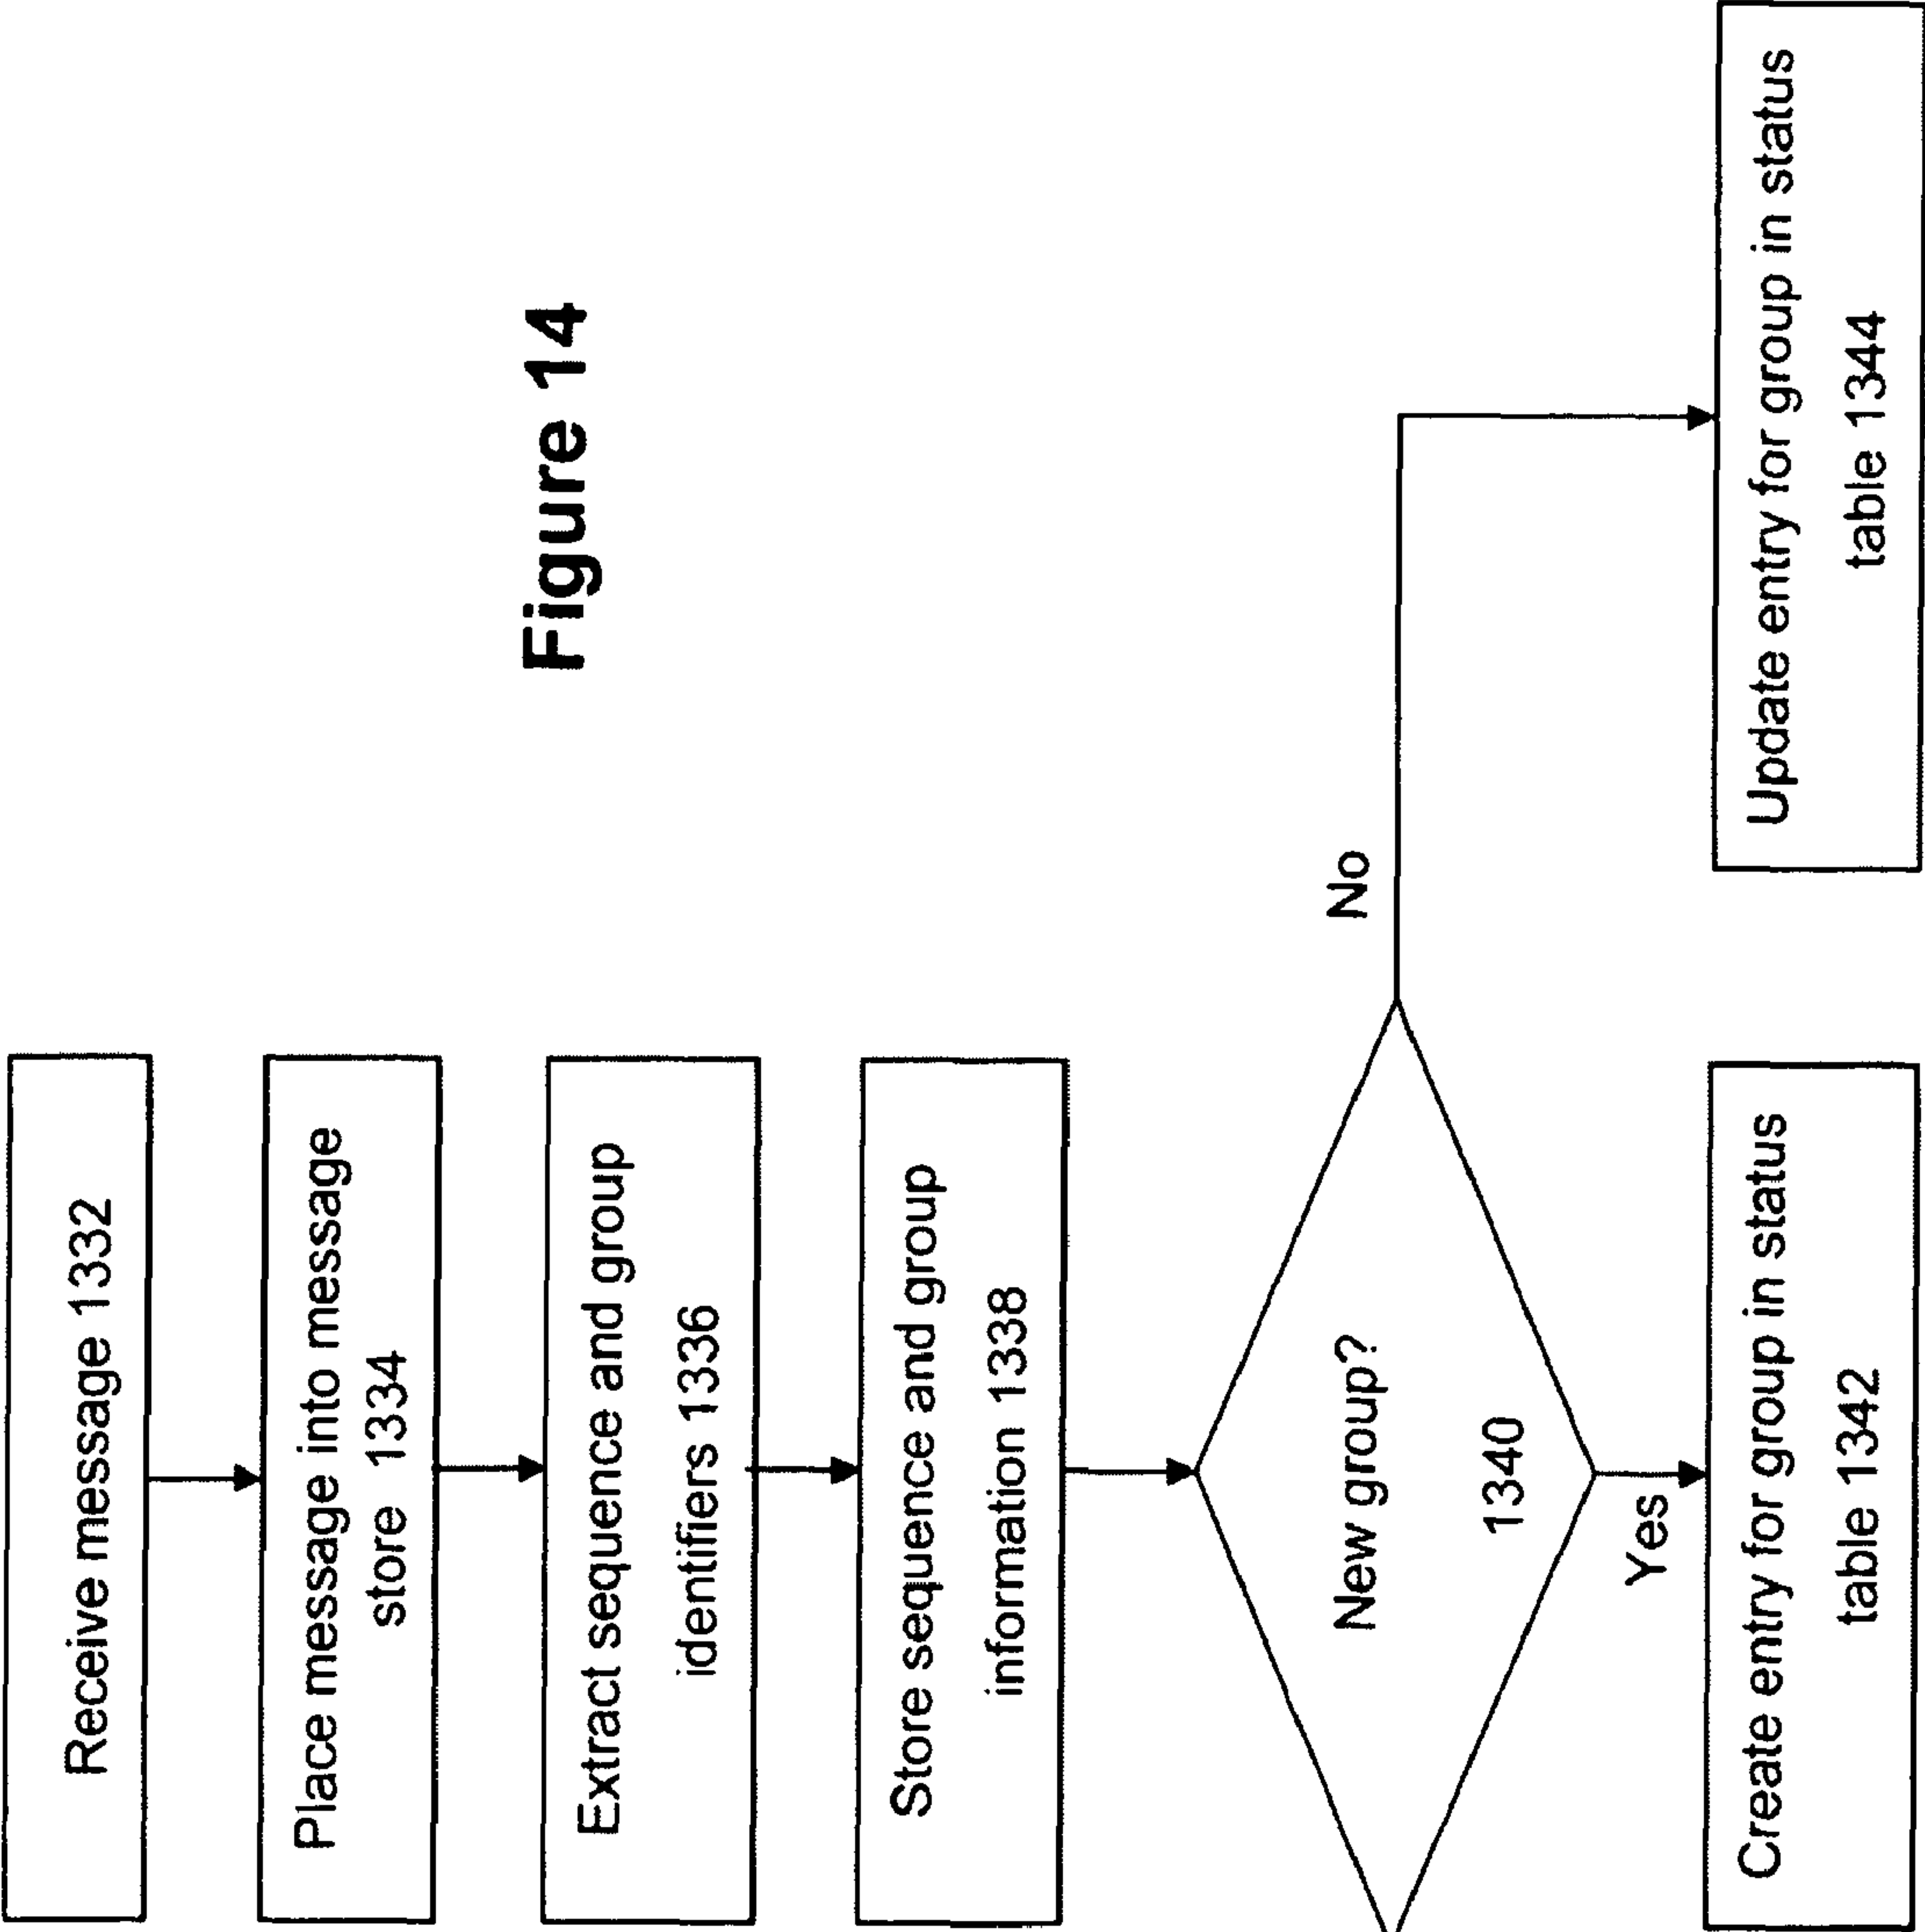 Receive message 1332
Place message into message
store 1334
Extract sequence and group
identifiers 1336
Store sequence and group
information 1338
New group?
1340
Yes
No
Create entry for group in status
table 1342
Update entry for group in status
table 1344
Figure 14